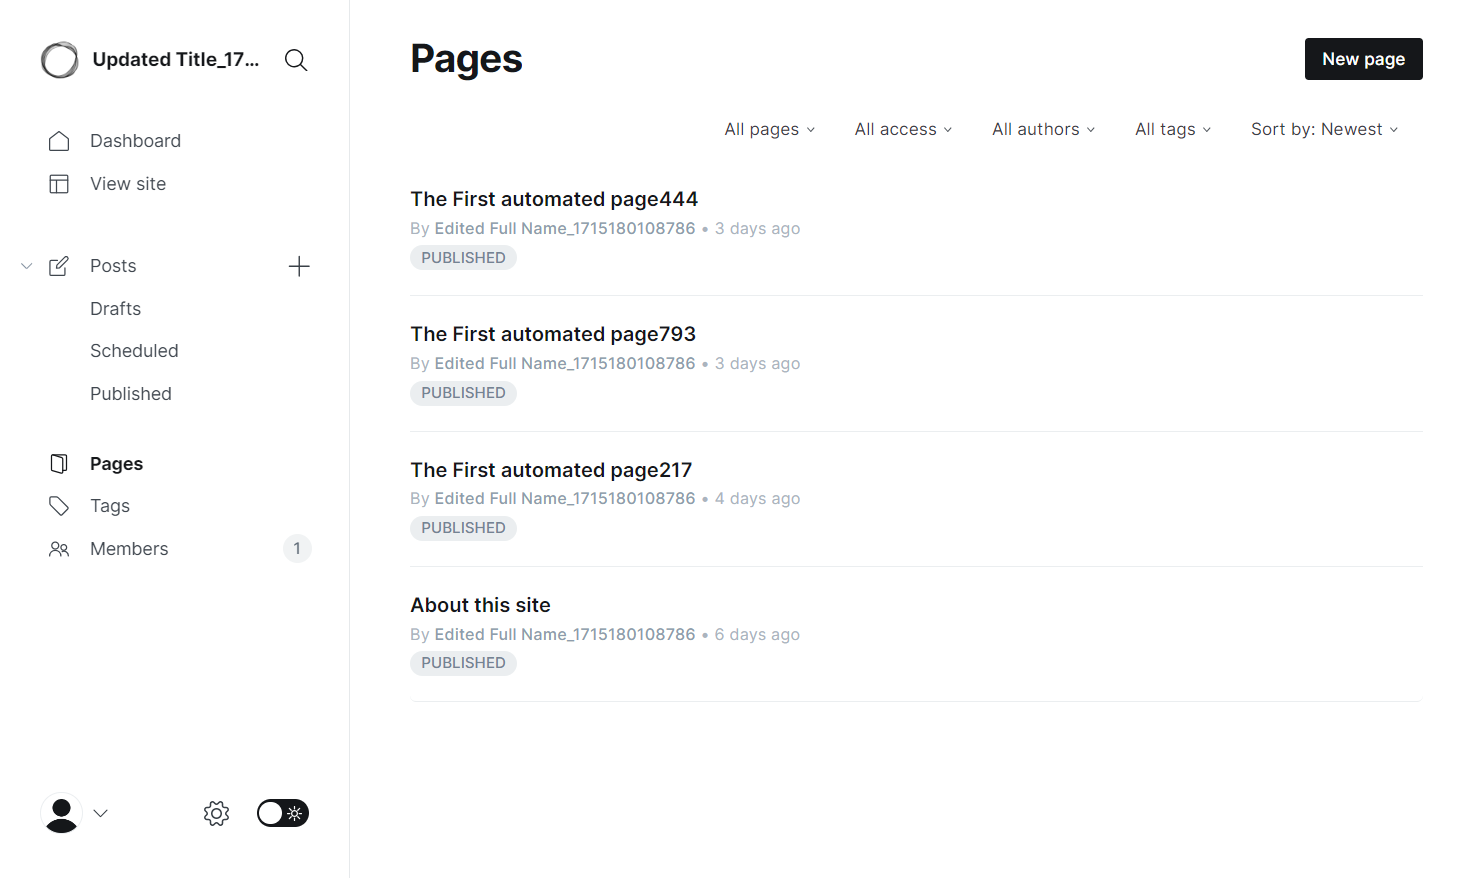 Updated Title_17...
Dashboard
View site
Posts
Drafts
Scheduled
Published
Pages
Tags
Members
1
Pages
New page
All pages
All access
All authors
All tags
Sort by: Newest
The First automated page444
By Edited Full Name_1715180108786 • 3 days ago
PUBLISHED
The First automated page793
By Edited Full Name_1715180108786 • 3 days ago
PUBLISHED
The First automated page217
By Edited Full Name_1715180108786 • 4 days ago
PUBLISHED
About this site
By Edited Full Name_1715180108786 • 6 days ago
PUBLISHED